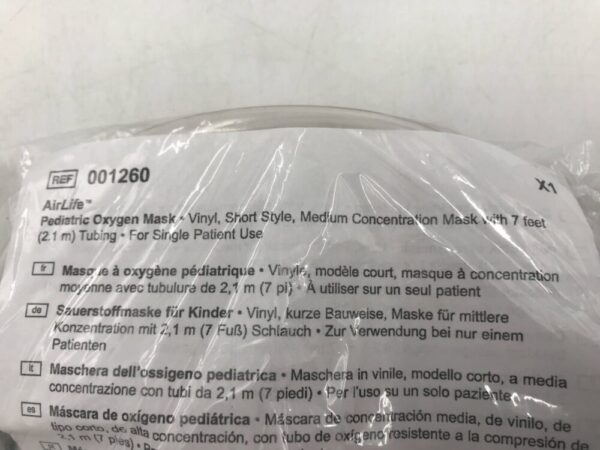 REF 001260
X1
AirLife™
Pediatric Oxygen Mask • Vinyl, Short Style, Medium Concentration Mask with 7 feet
(2.1 m) Tubing • For Single Patient Use
fr Masque à oxygène pédiatrique • Vinyle, modèle court, masque à concentration
moyenne avec tubulure de 2,1 m (7 pi) • À utiliser sur un seul patient
de Sauerstoffmaske für Kinder • Vinyl, kurze Bauweise, Maske für mittlere
Konzentration mit 2,1 m (7 Fuß) Schlauch • Zur Verwendung bei nur einem
Patienten
it Maschera dell'ossigeno pediatrica • Maschera in vinile, modello corto, a media
concentrazione con tubi da 2,1 m (7 piedi) • Per l'uso su un solo paziente
es Máscara de oxígeno pediátrica • Máscara de concentración media, de vinilo, de
tipo corto, de alta concentración, con tubo de oxígeno resistente a la compresión de
2,1 m (7 pies) •